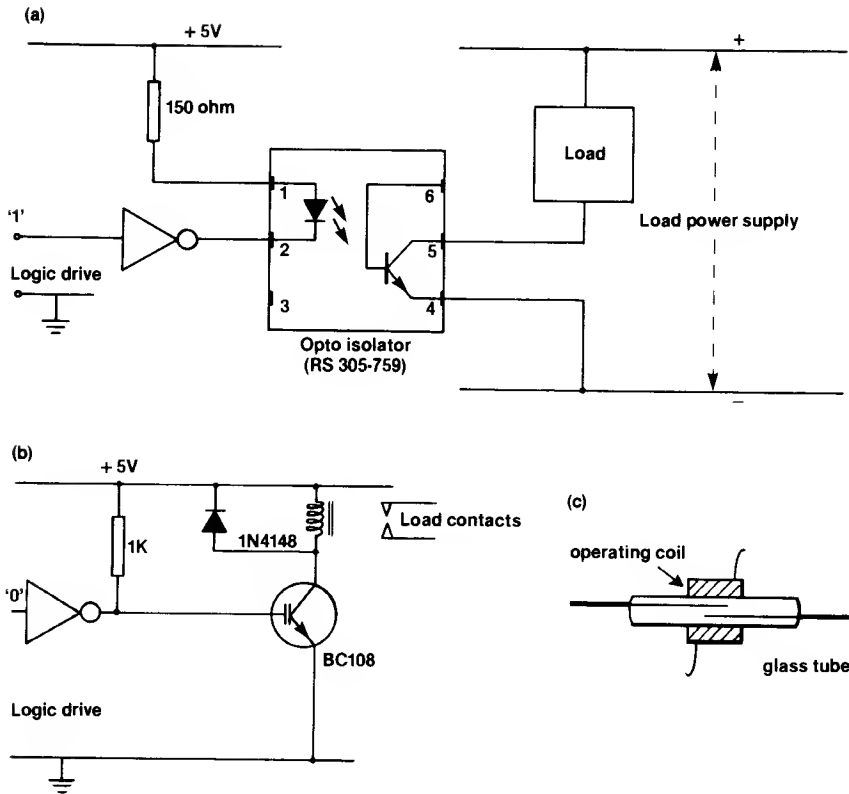 (a)
+ 5V
+
150 ohm
Load
1
6
'1'
Load power supply
2
5
Logic drive
3
4
Opto isolator
(RS 305-759)
–
(b)
+ 5V
(c)
Load contacts
1K
1N4148
operating coil
'0'
BC108
glass tube
Logic drive